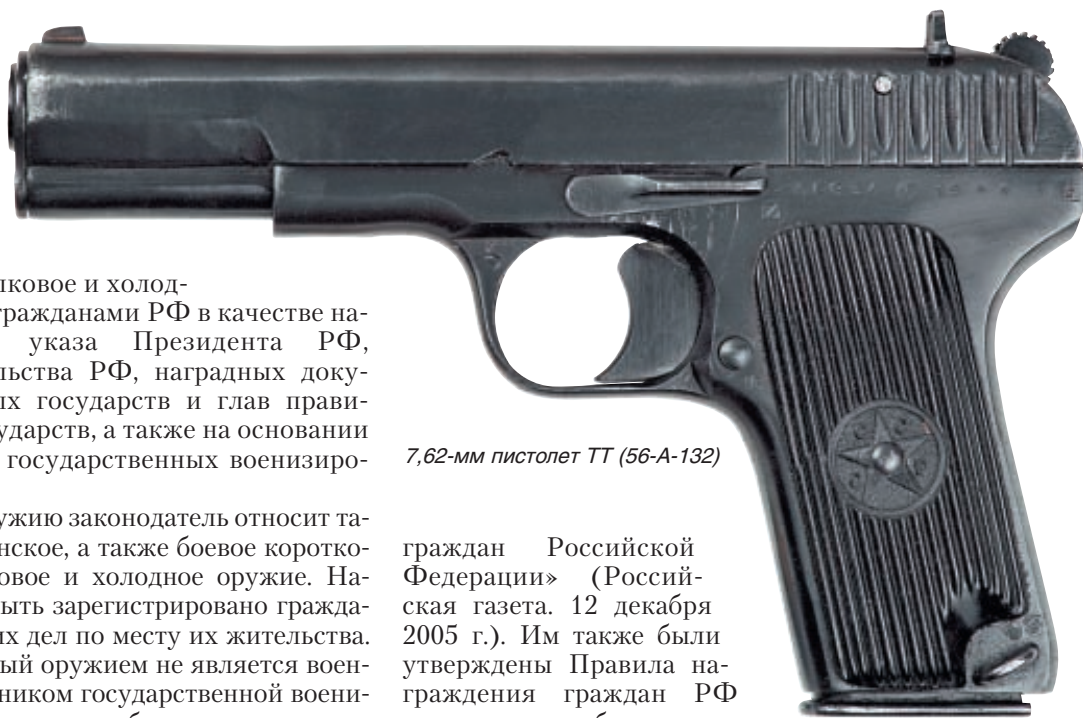 лковое и холод-
гражданами РФ в качестве на-
указа Президента РФ,
льства РФ, наградных доку-
ых государств и глав прави-
ударств, а также на основании
государственных военизиро-
ужию законодатель относит та-
нское, а также боевое коротко-
овое и холодное оружие. На-
ыть зарегистрировано гражда-
их дел по месту их жительства.
ый оружием не является воен-
ником государственной воени-
7,62-мм пистолет ТТ (56-А-132)
граждан Российской
Федерации» (Россий-
ская газета. 12 декабря
2005 г.). Им также были
утверждены Правила на-
граждения граждан РФ